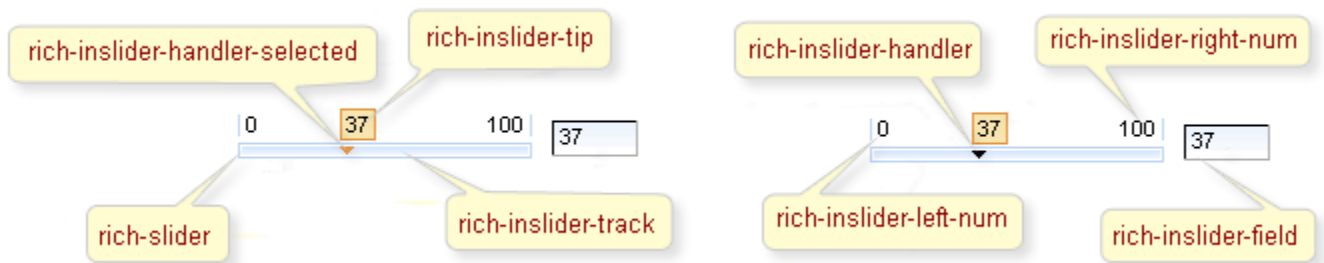 rich-inslider-handler-selected
rich-inslider-tip
0
37
100
37
rich-slider
rich-inslider-track
rich-inslider-handler
rich-inslider-right-num
0
37
100
37
rich-inslider-left-num
rich-inslider-field